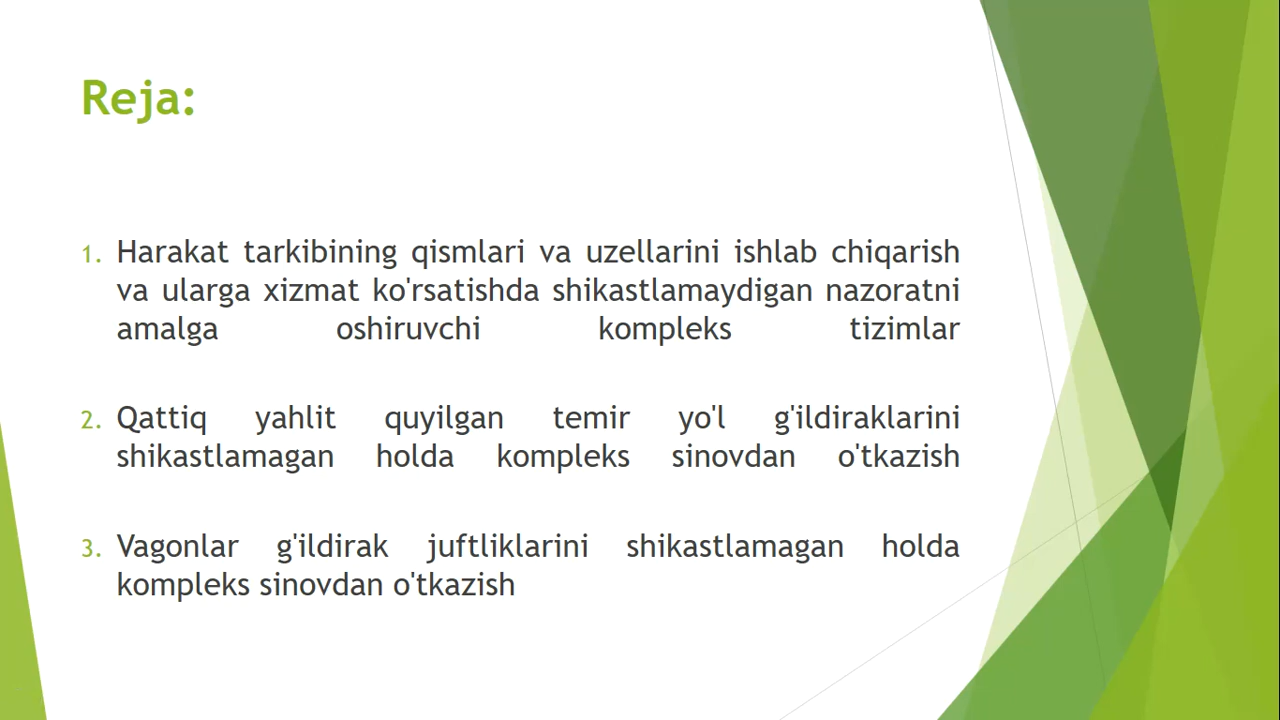 Reja:
1. Harakat tarkibining qismlari va uzellarini ishlab chiqarish
va ularga xizmat ko'rsatishda shikastlamaydigan nazoratni
amalga oshiruvchi kompleks tizimlar
2. Qattiq yahlit quyilgan temir yo'l g'ildiraklarini
shikastlamagan holda kompleks sinovdan o'tkazish
3. Vagonlar g'ildirak juftliklarini shikastlamagan holda
kompleks sinovdan o'tkazish